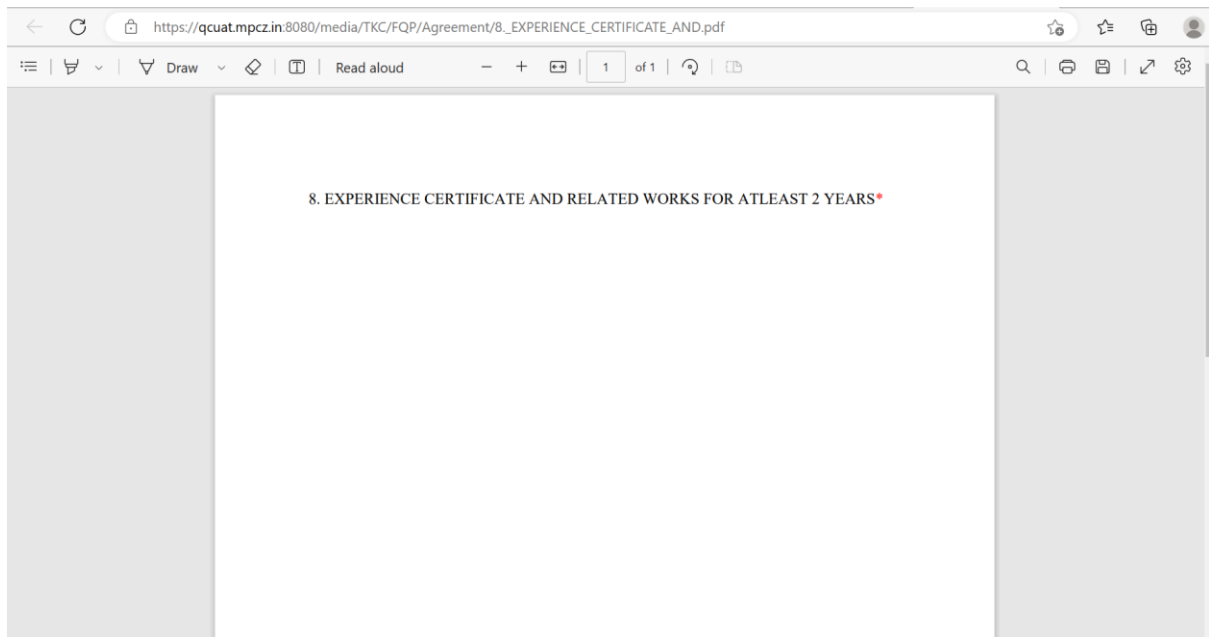 https://qcuat.mpcz.in:8080/media/TKC/FQP/Agreement/8._EXPERIENCE_CERTIFICATE_AND.pdf
Draw Read aloud 1 of 1
8. EXPERIENCE CERTIFICATE AND RELATED WORKS FOR ATLEAST 2 YEARS*